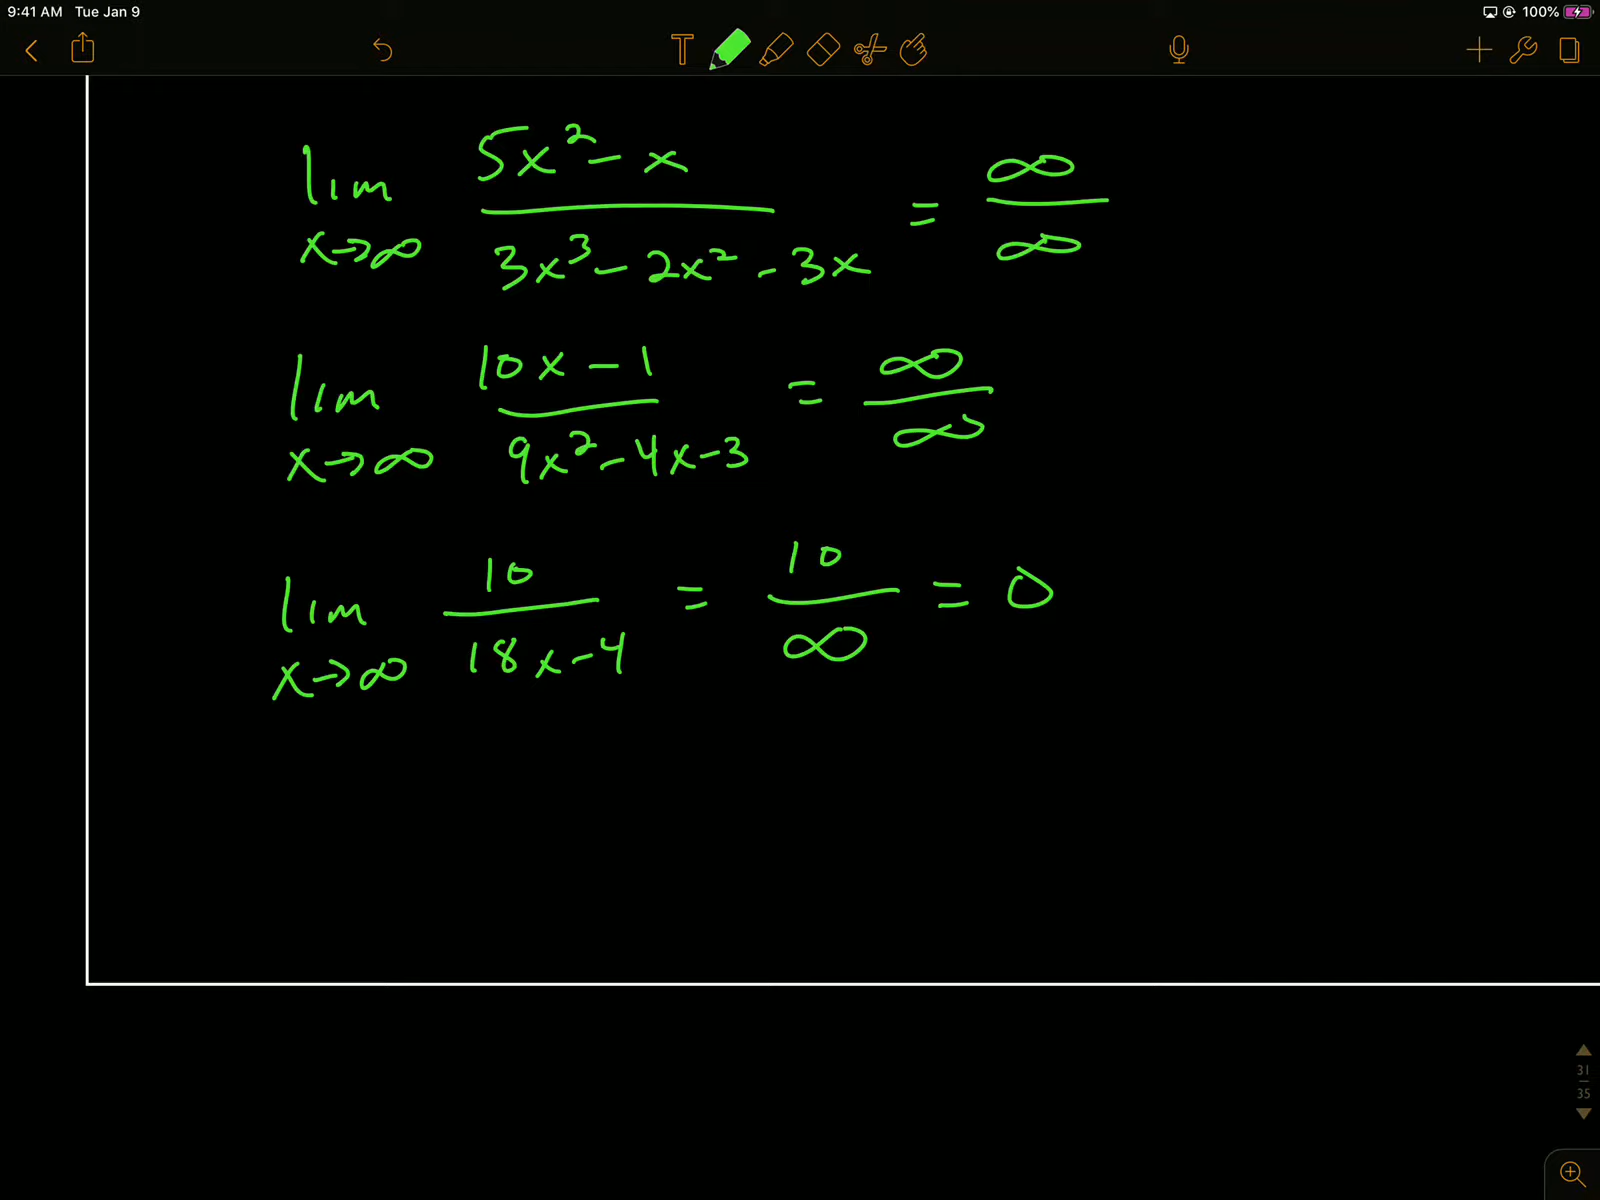 9:41 AM Tue Jan 9
100%
T
lim x→∞ (5x² - x)/(3x³ - 2x² - 3x) = ∞/∞
lim x→∞ (10x - 1)/(9x² - 4x - 3) = ∞/∞
lim x→∞ 10/(18x - 4) = 10/∞ = 0
31
35